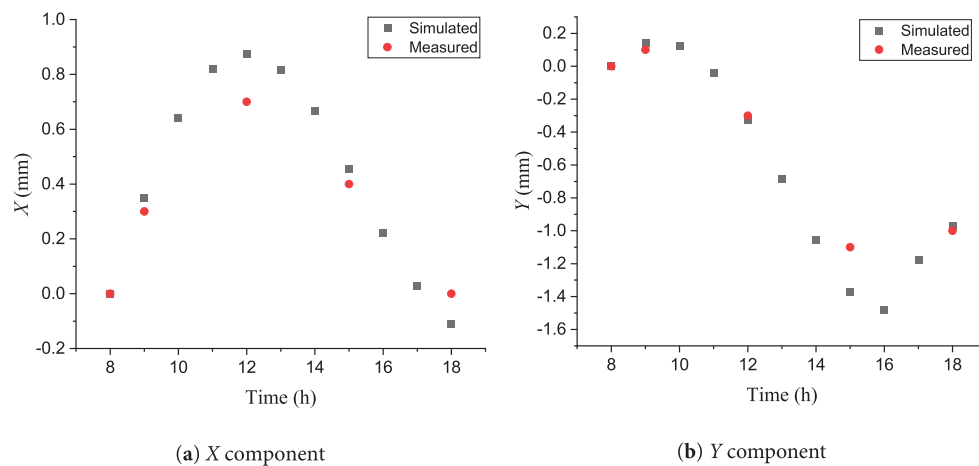 Simulated
Measured
1.0
0.8
0.6
0.4
0.2
0.0
-0.2
X (mm)
8 10 12 14 16 18
Time (h)
(a) X component
Simulated
Measured
0.2
0.0
-0.2
-0.4
-0.6
-0.8
-1.0
-1.2
-1.4
-1.6
Y (mm)
8 10 12 14 16 18
Time (h)
(b) Y component